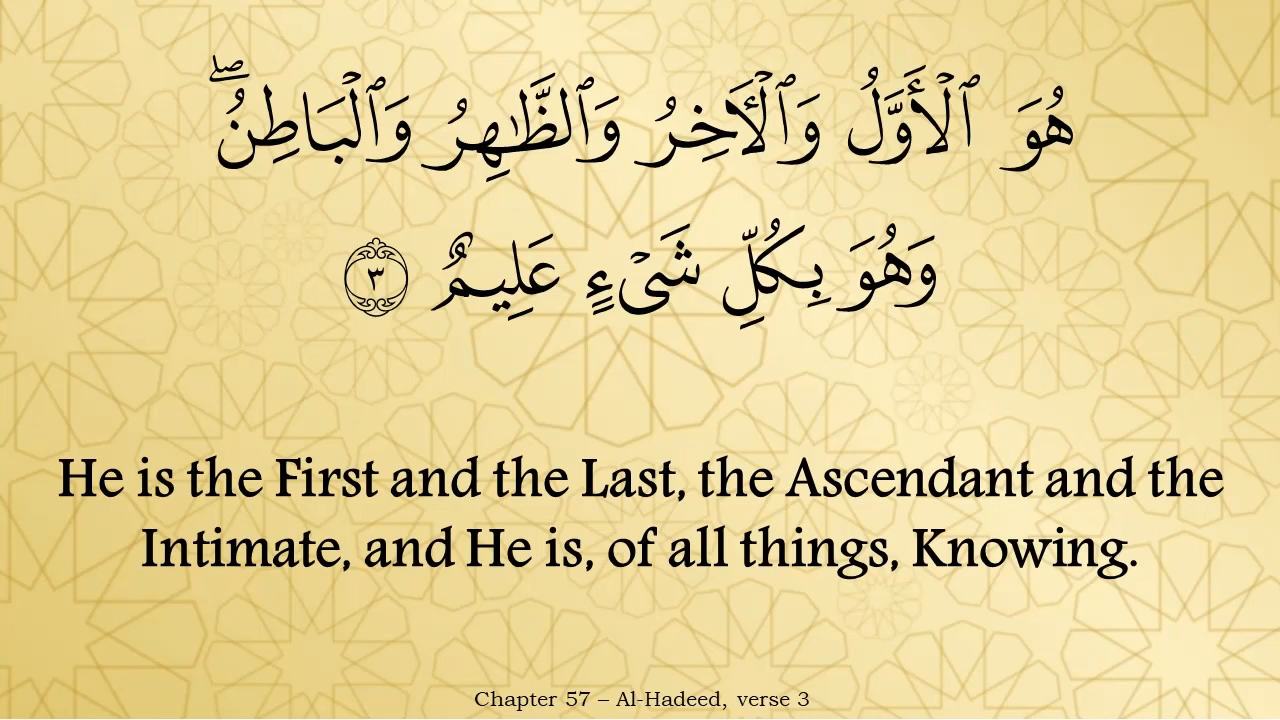 هُوَ ٱلْأَوَّلُ وَٱلْـَٔاخِرُ وَٱلظَّـٰهِرُ وَٱلْبَاطِنُ ۖ
وَهُوَ بِكُلِّ شَىْءٍ عَلِيمٌ ٣
He is the First and the Last, the Ascendant and the
Intimate, and He is, of all things, Knowing.
Chapter 57 – Al-Hadeed, verse 3